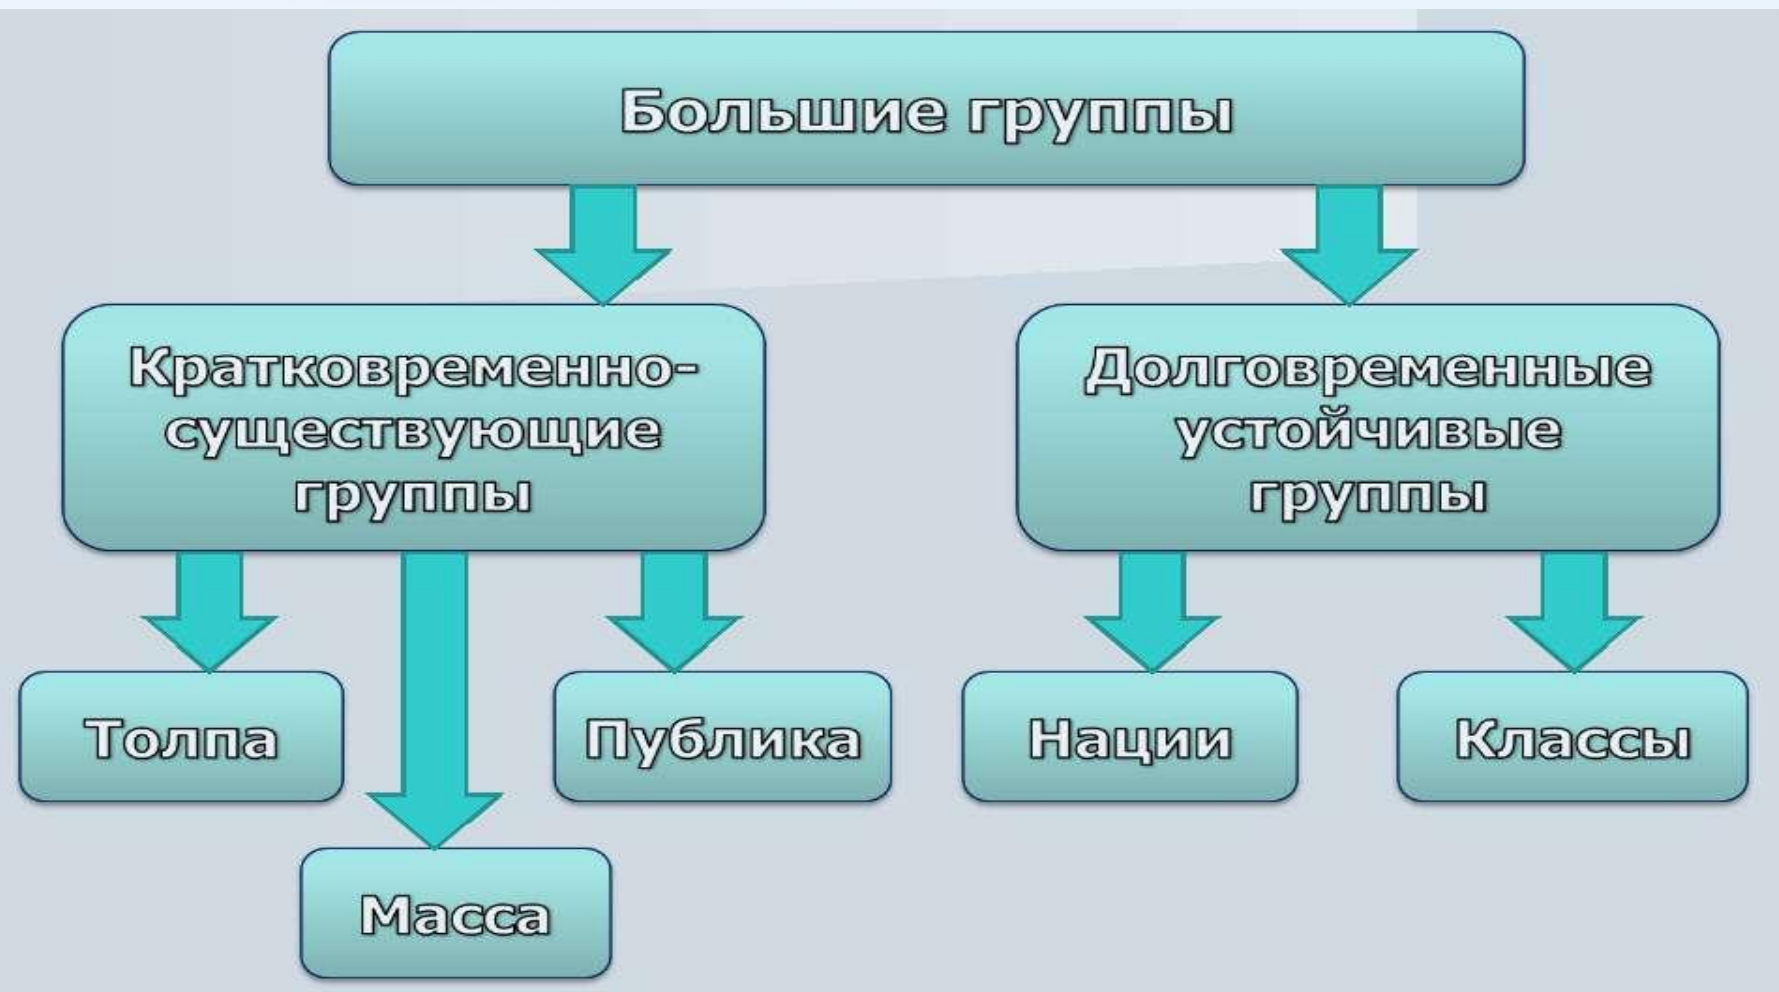 Большие группы
Кратковременно-
существующие
группы
Долговременные
устойчивые
группы
Толпа
Публика
Нации
Классы
Масса